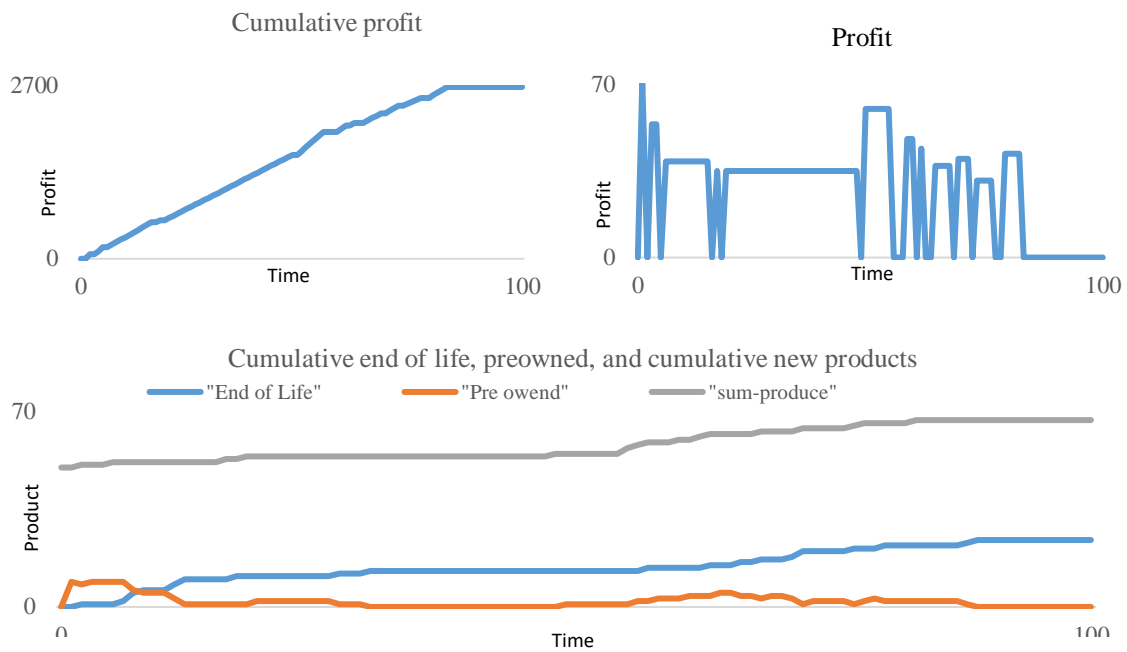 Cumulative profit
2700
Profit
0
0
Time
100
Profit
70
Profit
0
0
Time
100
Cumulative end of life, preowned, and cumulative new products
"End of Life"
"Pre owend"
"sum-produce"
70
Product
0
0
Time
100